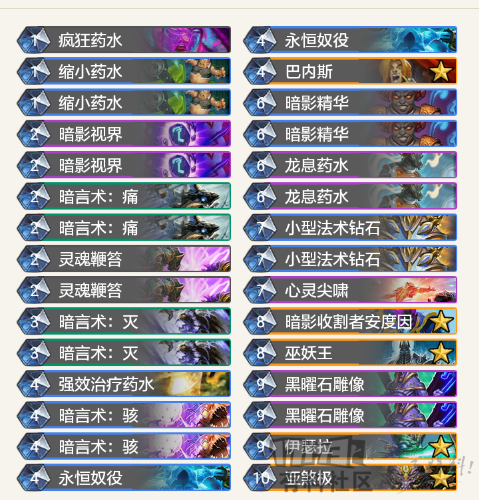 1 疯狂药水
1 缩小药水
1 缩小药水
2 暗影视界
2 暗影视界
2 暗言术：痛
2 暗言术：痛
2 灵魂鞭笞
2 灵魂鞭笞
3 暗言术：灭
3 暗言术：灭
4 强效治疗药水
4 暗言术：骇
4 暗言术：骇
4 永恒奴役
4 永恒奴役
4 巴内斯
6 暗影精华
6 暗影精华
6 龙息药水
6 龙息药水
7 小型法术钻石
7 小型法术钻石
7 心灵尖啸
8 暗影收割者安度因
8 巫妖王
9 黑曜石雕像
9 黑曜石雕像
9 伊瑟拉
10 亚煞极